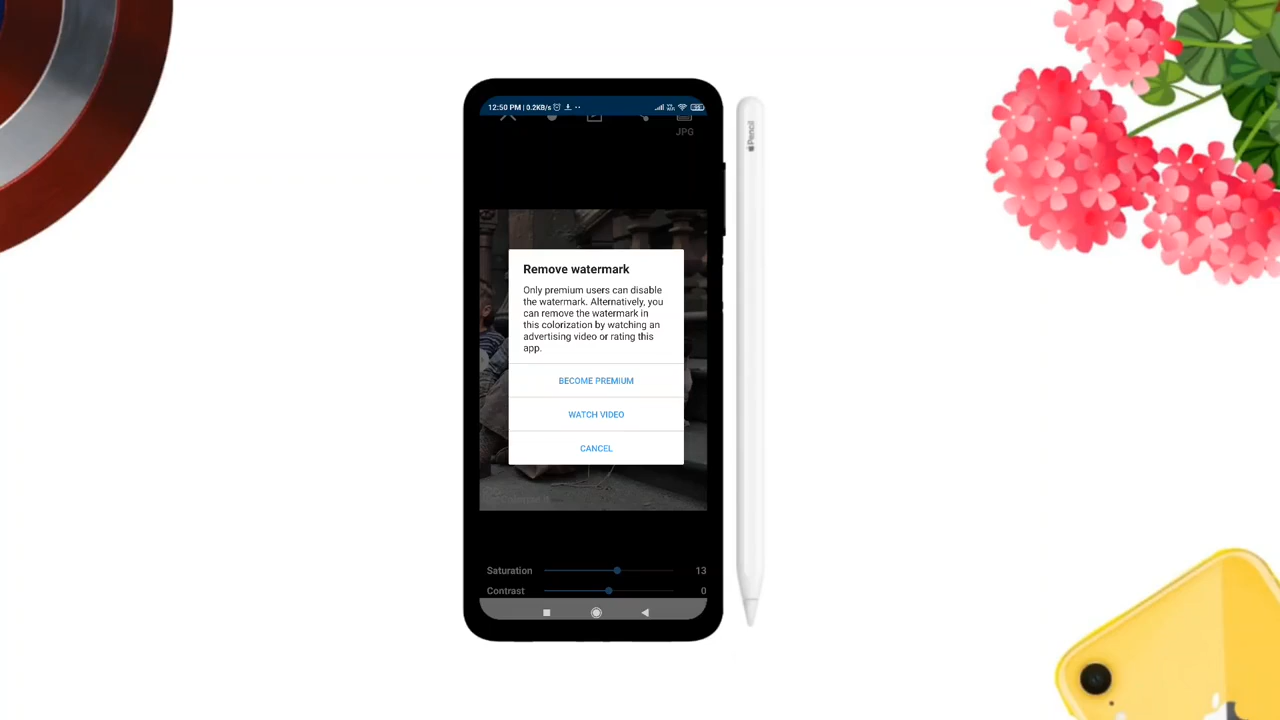 12:50 PM | 0.2KB/s
JPG
Pencil
Remove watermark
Only premium users can disable
the watermark. Alternatively, you
can remove the watermark in
this colorization by watching an
advertising video or rating this
app.
BECOME PREMIUM
WATCH VIDEO
CANCEL
Saturation 13
Contrast 0